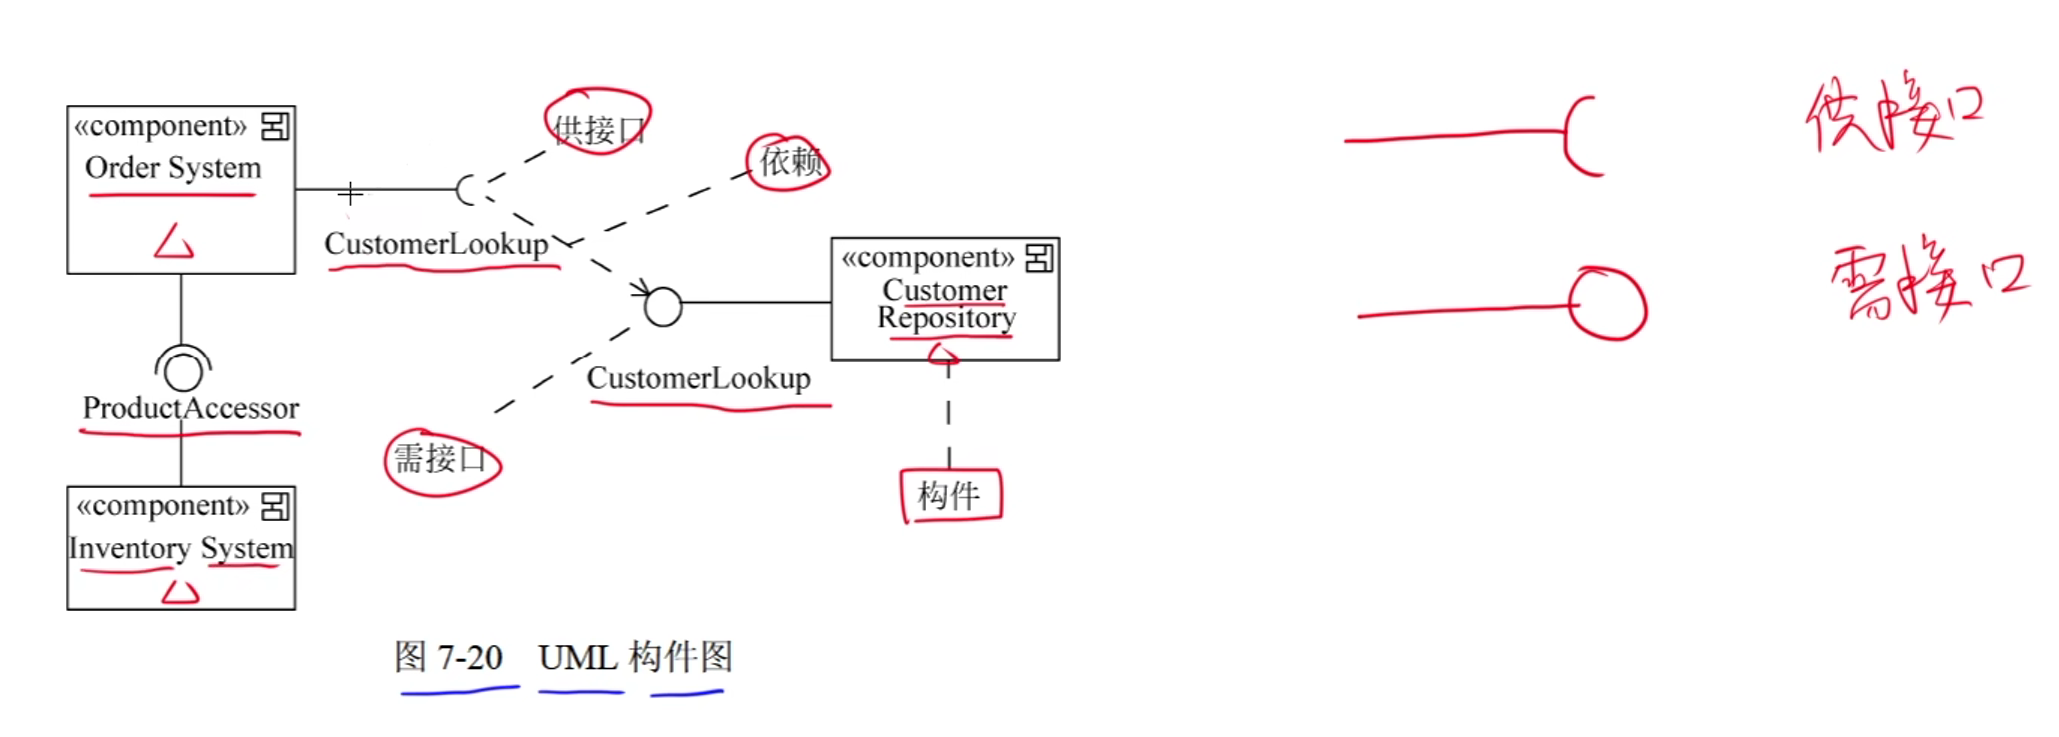 «component»
Order System
供接口
依赖
CustomerLookup
«component»
Customer
Repository
CustomerLookup
ProductAccessor
需接口
构件
«component»
Inventory System
图 7-20 UML 构件图
供接口
需接口